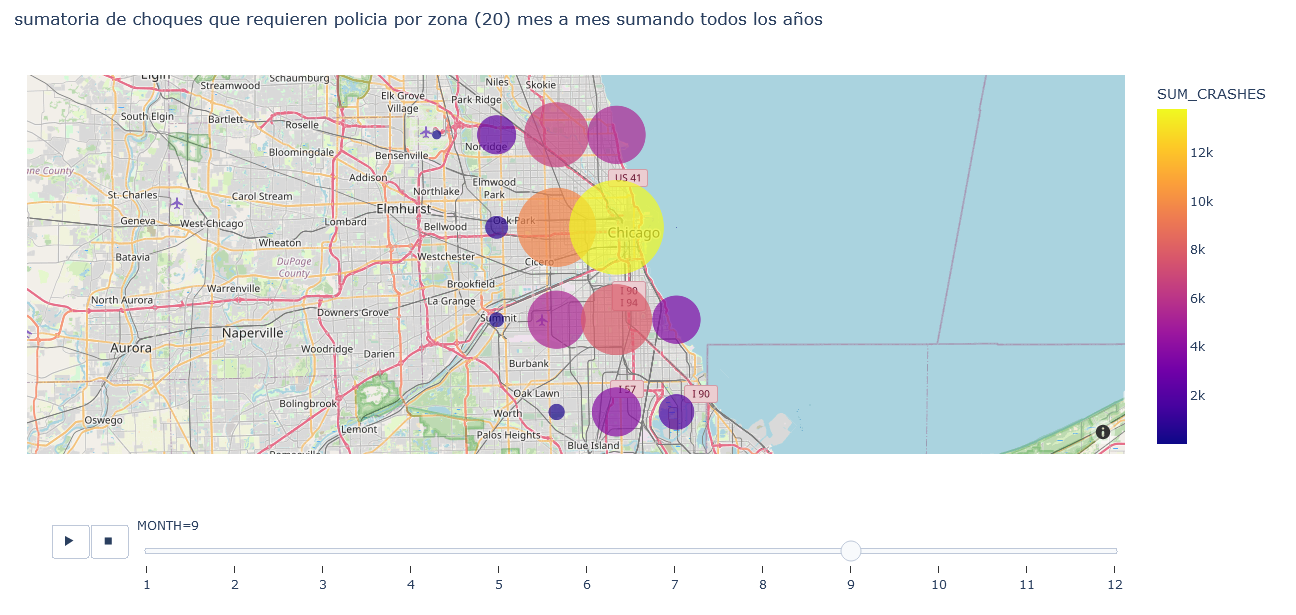 sumatoria de choques que requieren policia por zona (20) mes a mes sumando todos los años
Elgin
Schaumburg
Streamwood
Niles
Skokie
Elk Grove
Village
Park Ridge
South Elgin
Bartlett
Roselle
Norridge
Bloomingdale
Bensenville
ane County
Addison
US 41
Elmwood
Park
Northlake
St. Charles
Carol Stream
Elmhurst
Geneva
West Chicago
Lombard
Bellwood
Oak Park
Chicago
Wheaton
Batavia
DuPage
County
Westchester
Cicero
Warrenville
Brookfield
I 90
I 94
North Aurora
La Grange
Downers Grove
Summit
Naperville
Aurora
Woodridge
Darien
Burbank
I 57
I 90
Oak Lawn
Bolingbrook
Worth
Oswego
Lemont
Palos Heights
Blue Island
SUM_CRASHES
12k
10k
8k
6k
4k
2k
MONTH=9
1 2 3 4 5 6 7 8 9 10 11 12